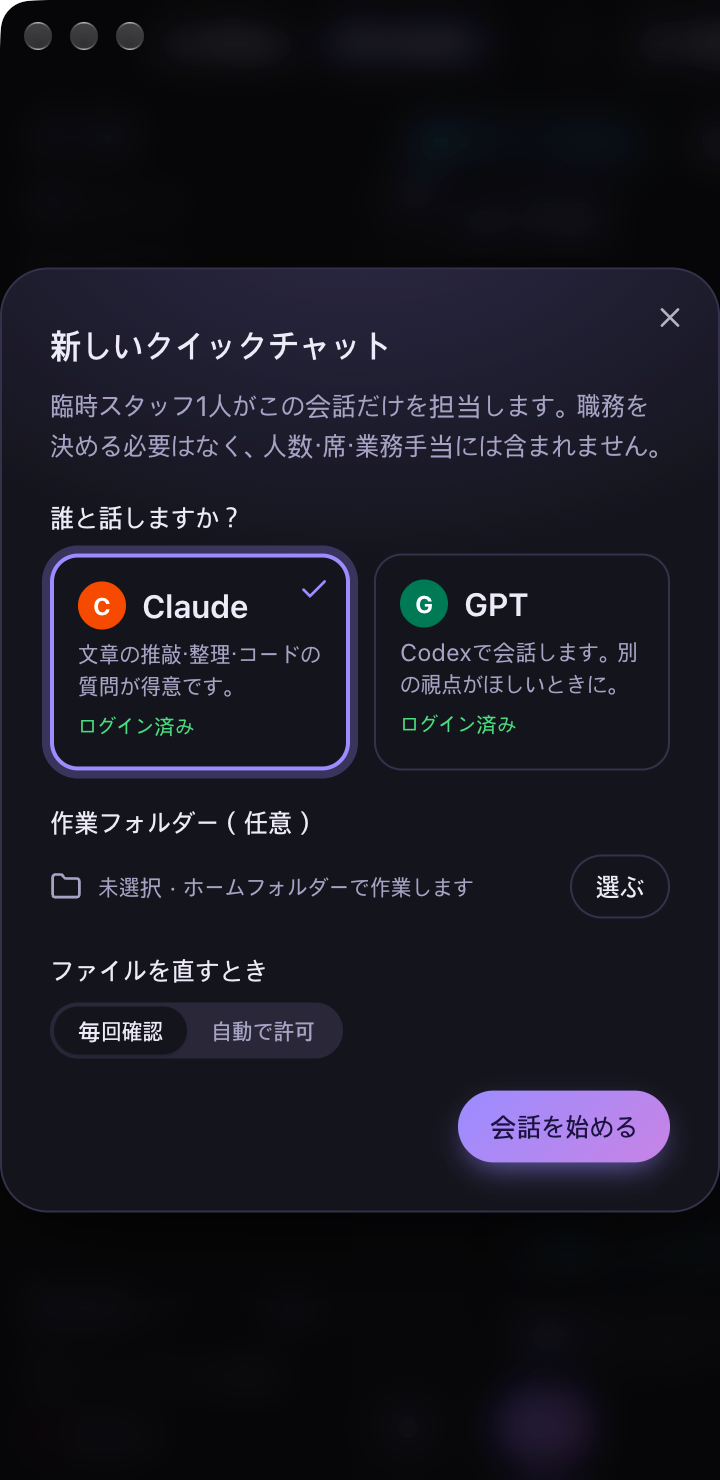 新しいクイックチャット
臨時スタッフ1人がこの会話だけを担当します。職務を
決める必要はなく、人数·席·業務手当には含まれません。
誰と話しますか？
C Claude
文章の推敲·整理·コードの
質問が得意です。
ログイン済み
G GPT
Codexで会話します。別
の視点がほしいときに。
ログイン済み
作業フォルダー（任意）
未選択 · ホームフォルダーで作業します
選ぶ
ファイルを直すとき
毎回確認
自動で許可
会話を始める